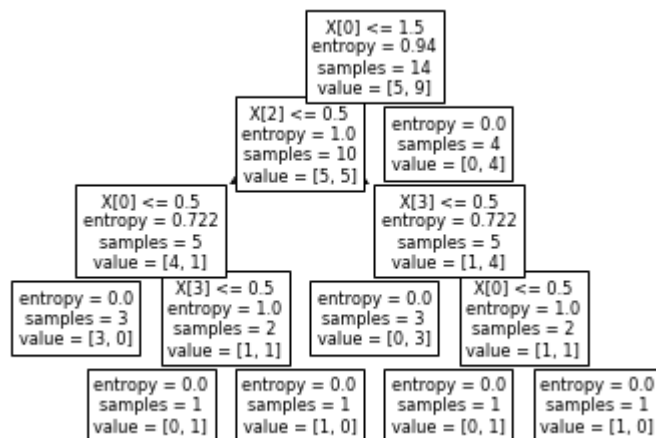 X[0] <= 1.5
entropy = 0.94
samples = 14
value = [5, 9]
X[2] <= 0.5
entropy = 1.0
samples = 10
value = [5, 5]
entropy = 0.0
samples = 4
value = [0, 4]
X[0] <= 0.5
entropy = 0.722
samples = 5
value = [4, 1]
X[3] <= 0.5
entropy = 0.722
samples = 5
value = [1, 4]
entropy = 0.0
samples = 3
value = [3, 0]
X[3] <= 0.5
entropy = 1.0
samples = 2
value = [1, 1]
entropy = 0.0
samples = 3
value = [0, 3]
X[0] <= 0.5
entropy = 1.0
samples = 2
value = [1, 1]
entropy = 0.0
samples = 1
value = [0, 1]
entropy = 0.0
samples = 1
value = [1, 0]
entropy = 0.0
samples = 1
value = [0, 1]
entropy = 0.0
samples = 1
value = [1, 0]